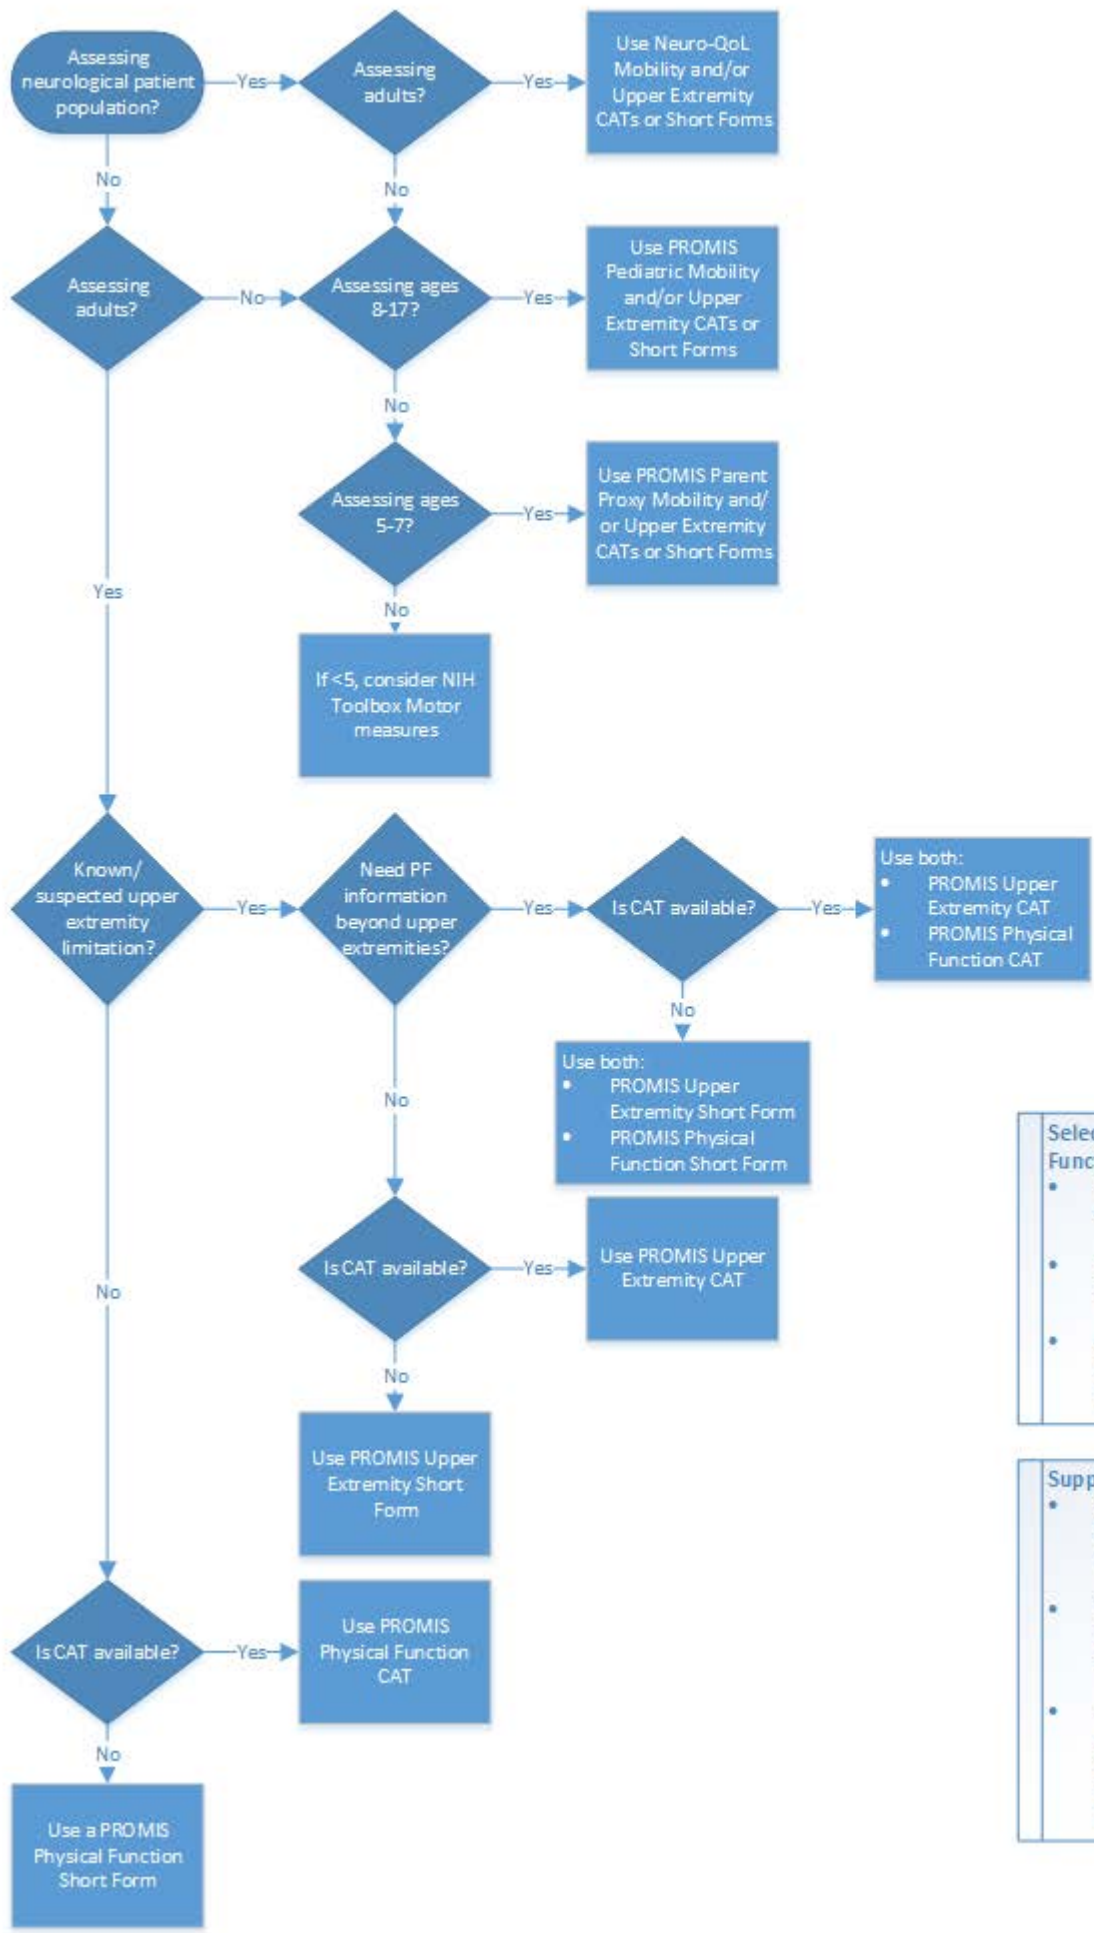 Assessing
neurological patient
population?
Yes
Assessing
adults?
Yes
Use Neuro-QoL
Mobility and/or
Upper Extremity
CATs or Short Forms
No
No
Assessing
adults?
No
Assessing ages
8-17?
Yes
Use PROMIS
Pediatric Mobility
and/or Upper
Extremity CATs or
Short Forms
No
Assessing ages
5-7?
Yes
Use PROMIS Parent
Proxy Mobility and/
or Upper Extremity
CATs or Short Forms
Yes
No
If <5, consider NIH
Toolbox Motor
measures
Known/
suspected upper
extremity
limitation?
Yes
Need PF
information
beyond upper
extremities?
Yes
Is CAT available?
Yes
Use both:
• PROMIS Upper
Extremity CAT
• PROMIS Physical
Function CAT
No
Use both:
• PROMIS Upper
Extremity Short Form
• PROMIS Physical
Function Short Form
No
Is CAT available?
Yes
Use PROMIS Upper
Extremity CAT
No
No
Use PROMIS Upper
Extremity Short
Form
Is CAT available?
Yes
Use PROMIS
Physical Function
CAT
No
Use a PROMIS
Physical Function
Short Form
Selec
Func
•
•
•
Supp
•
•
•